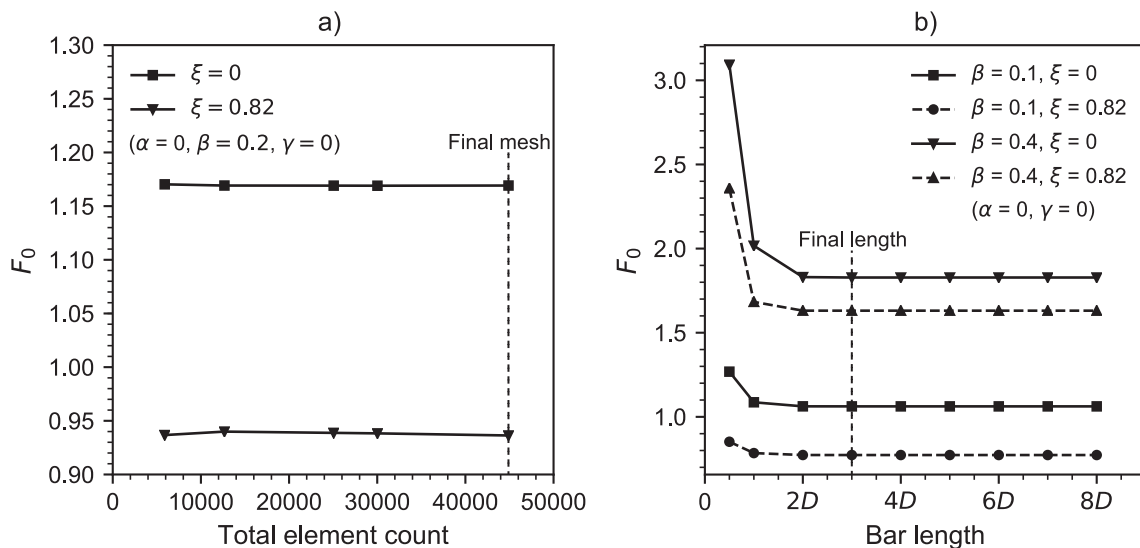 a)
F₀
1.30
1.25
1.20
1.15
1.10
1.05
1.00
0.95
0.90
ξ = 0
ξ = 0.82
(α = 0, β = 0.2, γ = 0)
Final mesh
0
10000
20000
30000
40000
50000
Total element count
b)
F₀
3.0
2.5
2.0
1.5
1.0
β = 0.1, ξ = 0
β = 0.1, ξ = 0.82
β = 0.4, ξ = 0
β = 0.4, ξ = 0.82
(α = 0, γ = 0)
Final length
0
2D
4D
6D
8D
Bar length